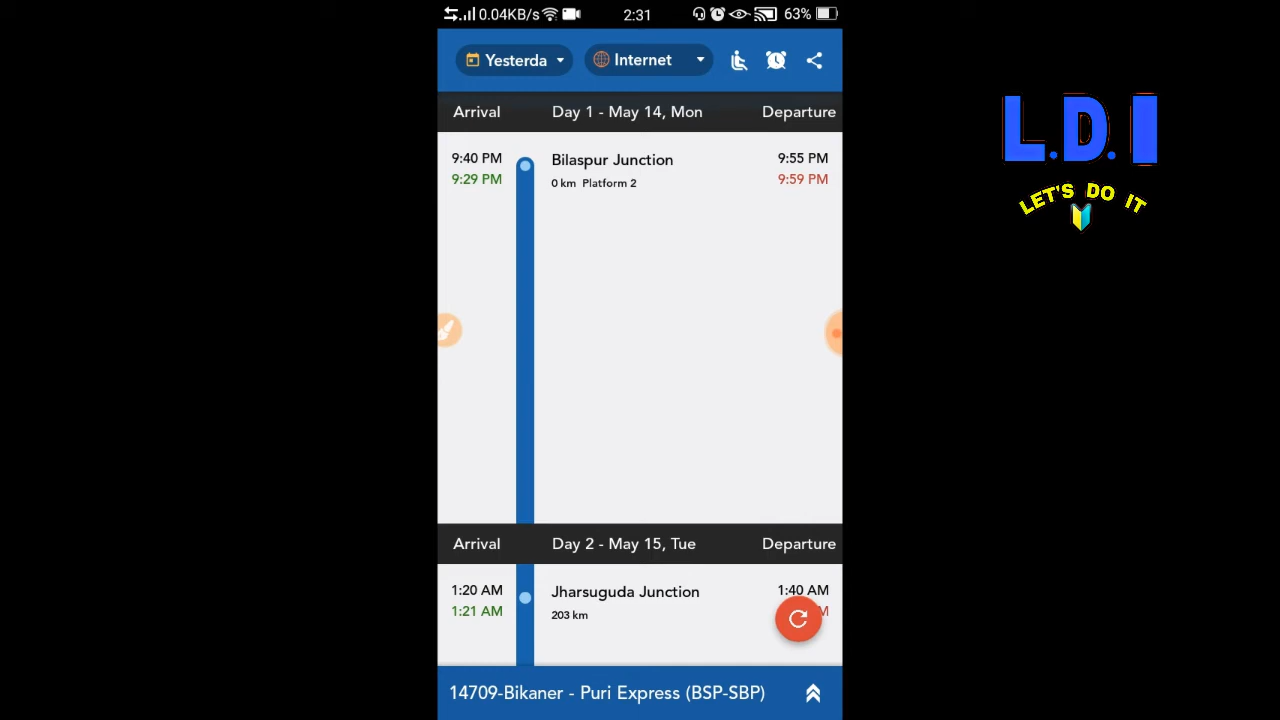 0.04KB/s 2:31 63%
Yesterda Internet
Arrival Day 1 - May 14, Mon Departure
9:40 PM Bilaspur Junction 9:55 PM
9:29 PM 0 km Platform 2 9:59 PM
Arrival Day 2 - May 15, Tue Departure
1:20 AM Jharsuguda Junction 1:40 AM
1:21 AM 203 km
14709-Bikaner - Puri Express (BSP-SBP)
L.D.I
LET'S DO IT